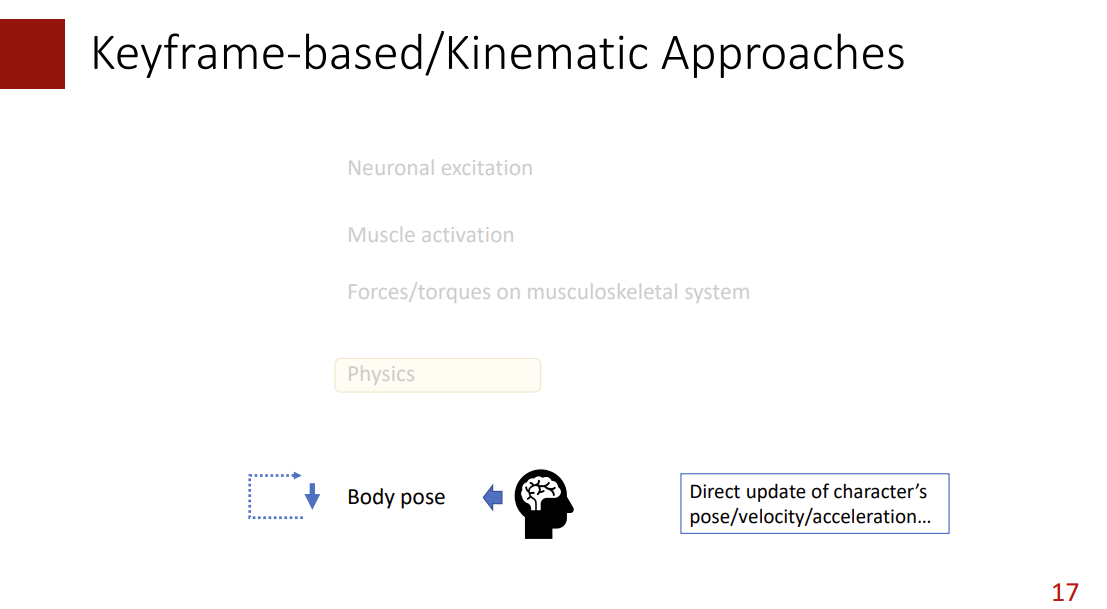 Keyframe-based/Kinematic Approaches
Neuronal excitation
Muscle activation
Forces/torques on musculoskeletal system
Physics
Body pose
Direct update of character’s
pose/velocity/acceleration…
17